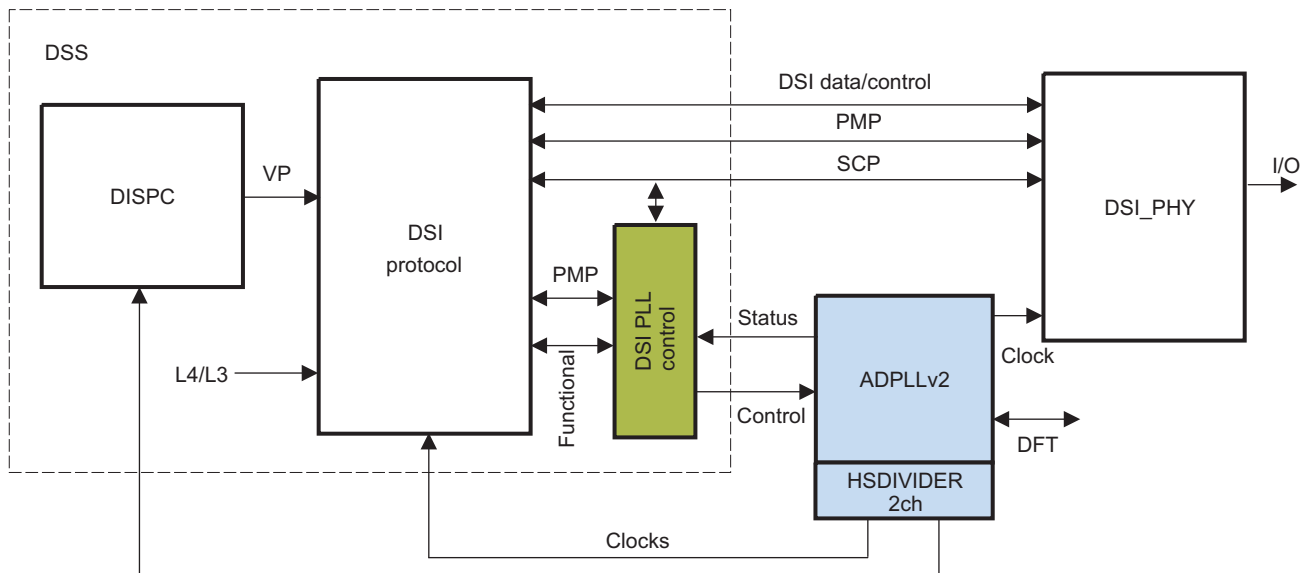 DSS
DSI data/control
PMP
SCP
I/O
VP
DISPC
DSI
protocol
DSI_PHY
PMP
DSI PLL
control
Status
Clock
L4/L3
Functional
ADPLLv2
Control
DFT
HSDIVIDER
2ch
Clocks